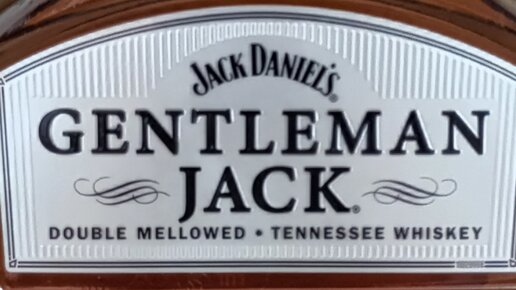 JACK DANIEL'S
GENTLEMAN
JACK®
DOUBLE MELLOWED • TENNESSEE WHISKEY